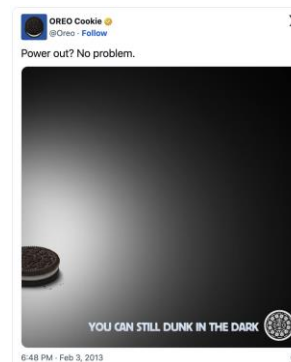 OREO Cookie
@Oreo · Follow
Power out? No problem.
YOU CAN STILL DUNK IN THE DARK
6:48 PM · Feb 3, 2013